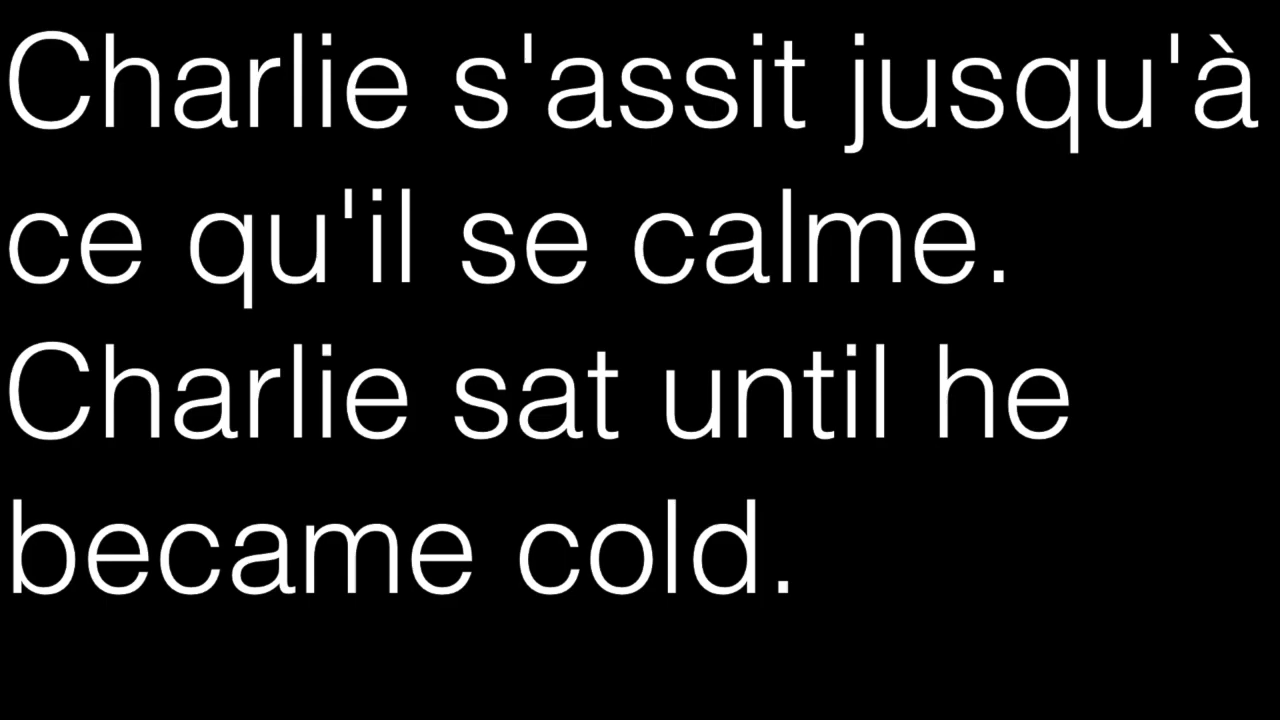 Charlie s'assit jusqu'à
ce qu'il se calme.
Charlie sat until he
became cold.